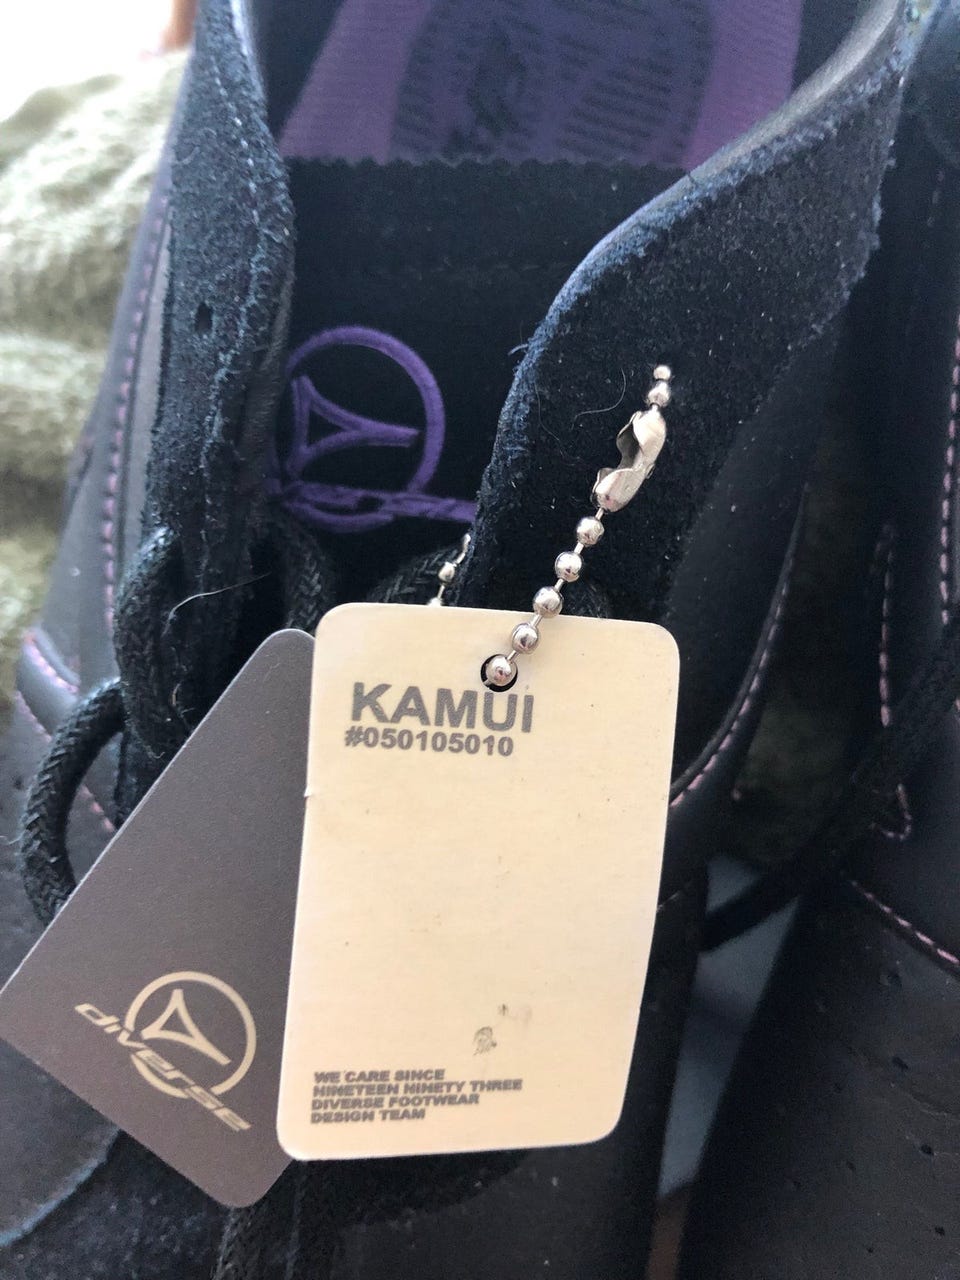 KAMUI
#050105010
WE CARE SINCE
NINETEEN NINETY THREE
DIVERSE FOOTWEAR
DESIGN TEAM
diverse